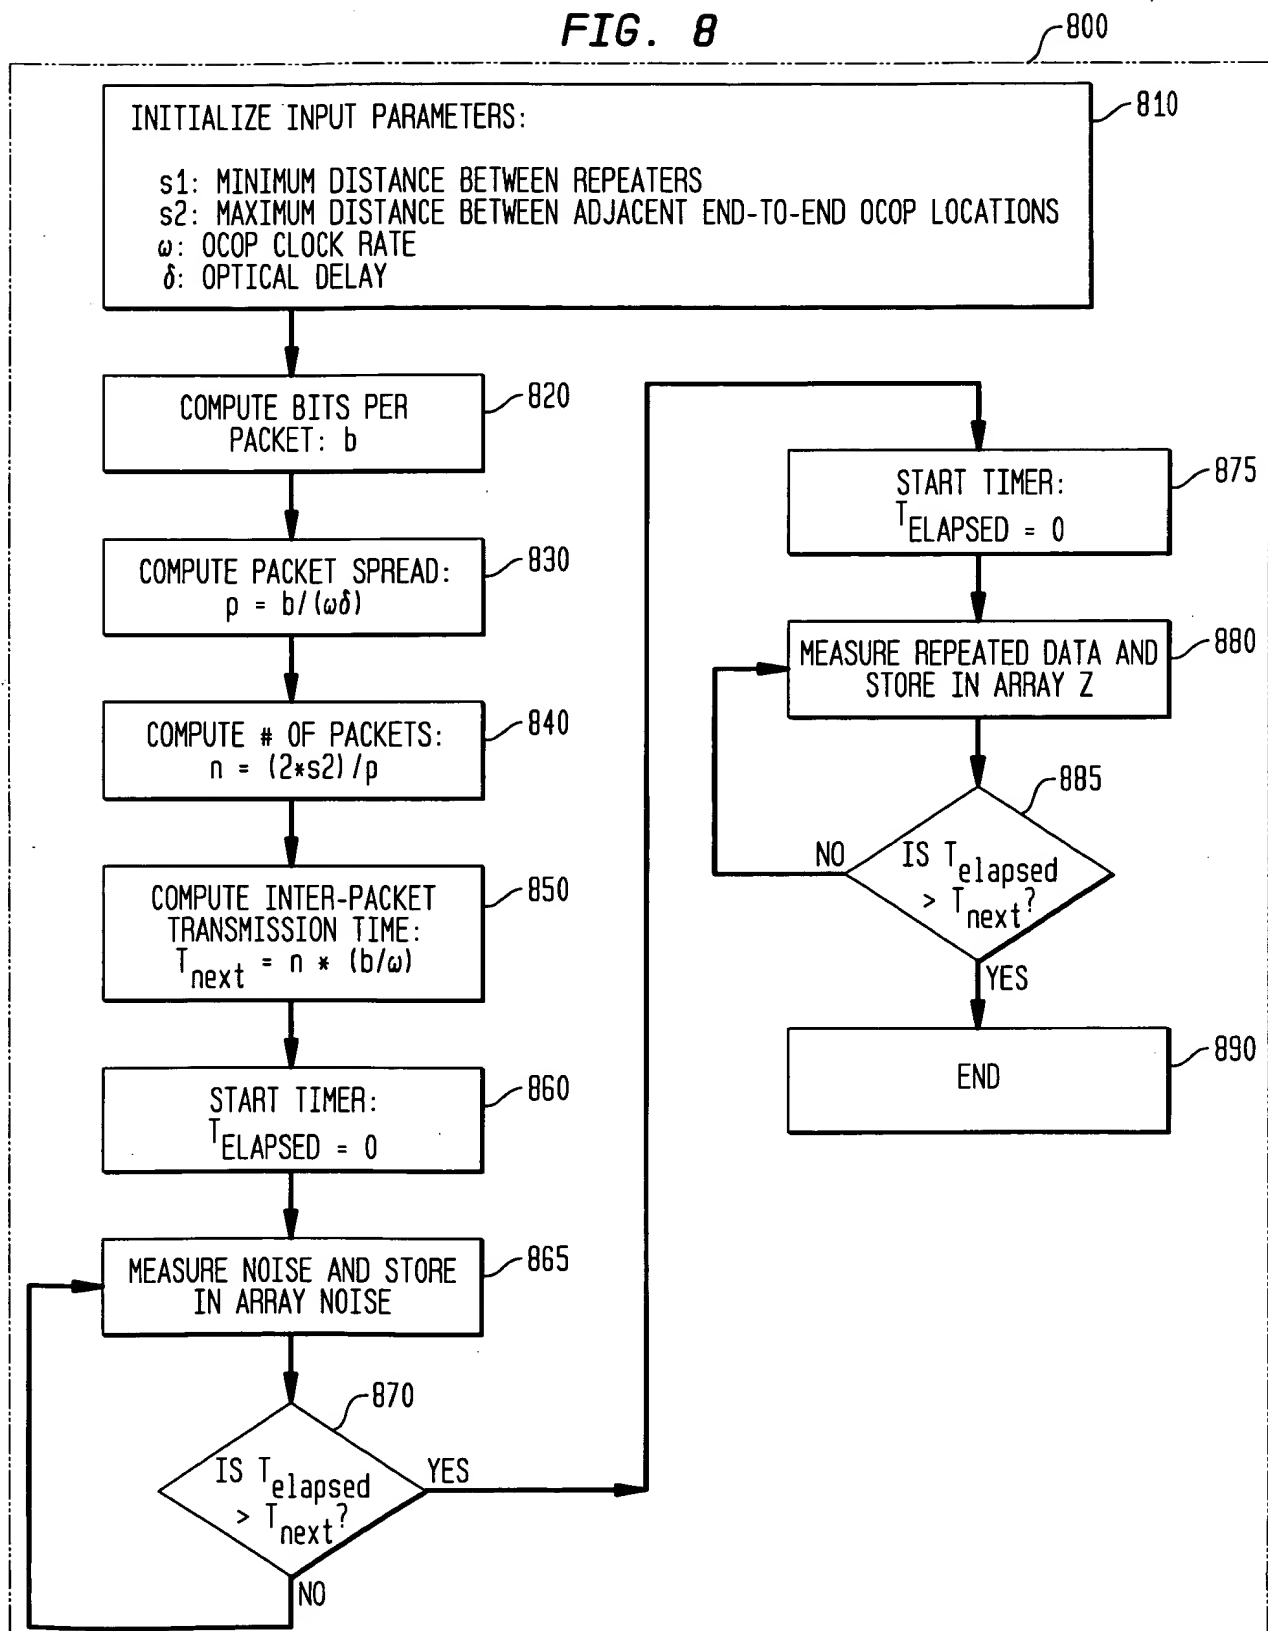 FIG. 8
800
INITIALIZE INPUT PARAMETERS:
810
s1: MINIMUM DISTANCE BETWEEN REPEATERS
s2: MAXIMUM DISTANCE BETWEEN ADJACENT END-TO-END OCOP LOCATIONS
ω: OCOP CLOCK RATE
δ: OPTICAL DELAY
COMPUTE BITS PER
PACKET: b
820
COMPUTE PACKET SPREAD:
p = b/(ωδ)
830
COMPUTE # OF PACKETS:
n = (2*s2)/p
840
COMPUTE INTER-PACKET
TRANSMISSION TIME:
Tnext = n * (b/ω)
850
START TIMER:
TELAPSED = 0
860
MEASURE NOISE AND STORE
IN ARRAY NOISE
865
870
IS Telapsed
> Tnext?
YES
NO
START TIMER:
TELAPSED = 0
875
MEASURE REPEATED DATA AND
STORE IN ARRAY Z
880
885
IS Telapsed
> Tnext?
NO
YES
END
890